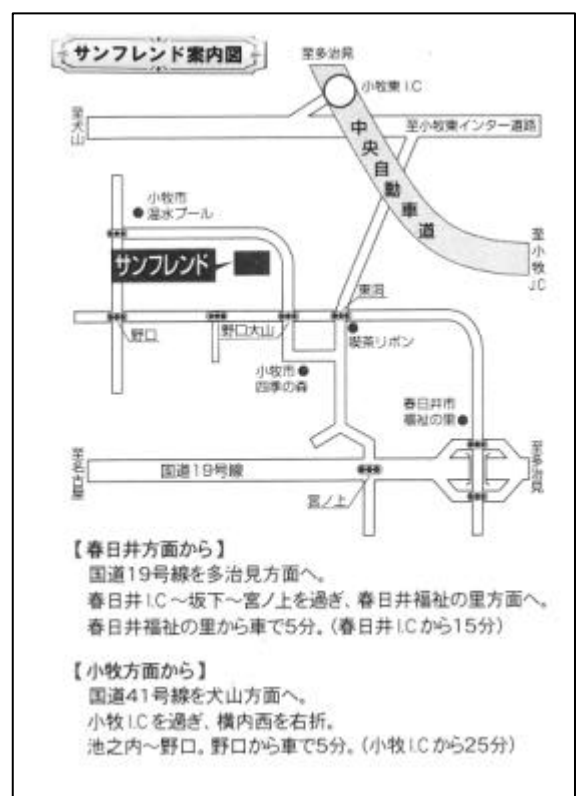 サンフレンド案内図
至多治見
小牧東I.C
至犬山
至小牧東インター道路
中央自動車道
小牧市
温水プール
至小牧J.C
サンフレンド
東洞
野口
野口大山
喫茶リボン
小牧市
四季の森
春日井市
福祉の里
至名古屋
国道19号線
至多治見
宮ノ上
【春日井方面から】
国道19号線を多治見方面へ。
春日井I.C〜坂下〜宮ノ上を過ぎ、春日井福祉の里方面へ。
春日井福祉の里から車で5分。(春日井I.Cから15分)
【小牧方面から】
国道41号線を犬山方面へ。
小牧I.Cを過ぎ、横内西を右折。
池之内〜野口。野口から車で5分。(小牧I.Cから25分)